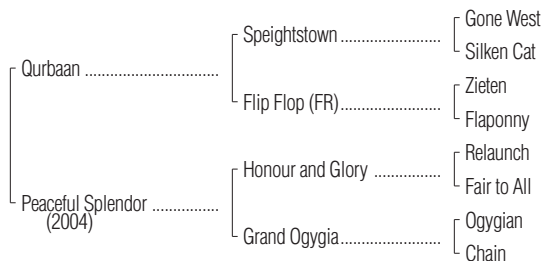 Gone West
Speightstown
Silken Cat
Qurbaan
Zieten
Flip Flop (FR)
Flaponny
Relaunch
Honour and Glory
Fair to All
Peaceful Splendor
(2004)
Ogygian
Grand Ogygia
Chain